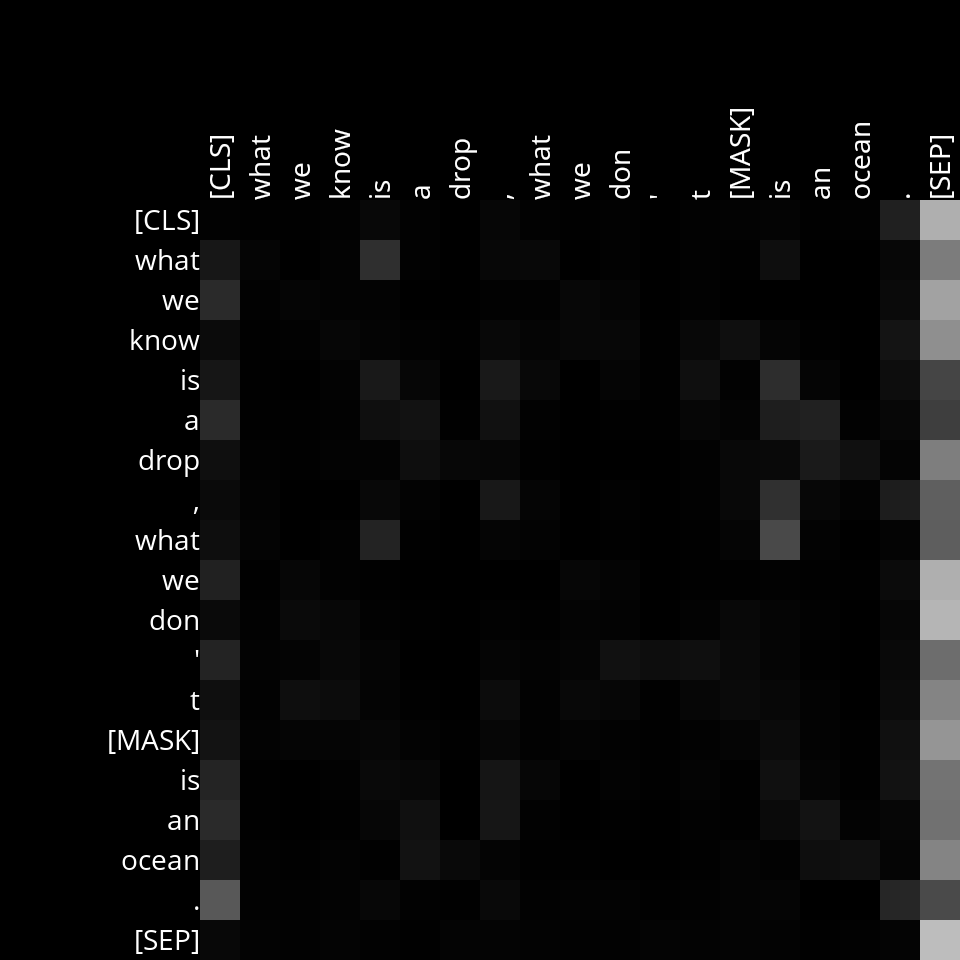 [CLS] what we know is a drop , what we don ' t [MASK] is an ocean . [SEP]
[CLS]
what
we
know
is
a
drop
,
what
we
don
'
t
[MASK]
is
an
ocean
.
[SEP]